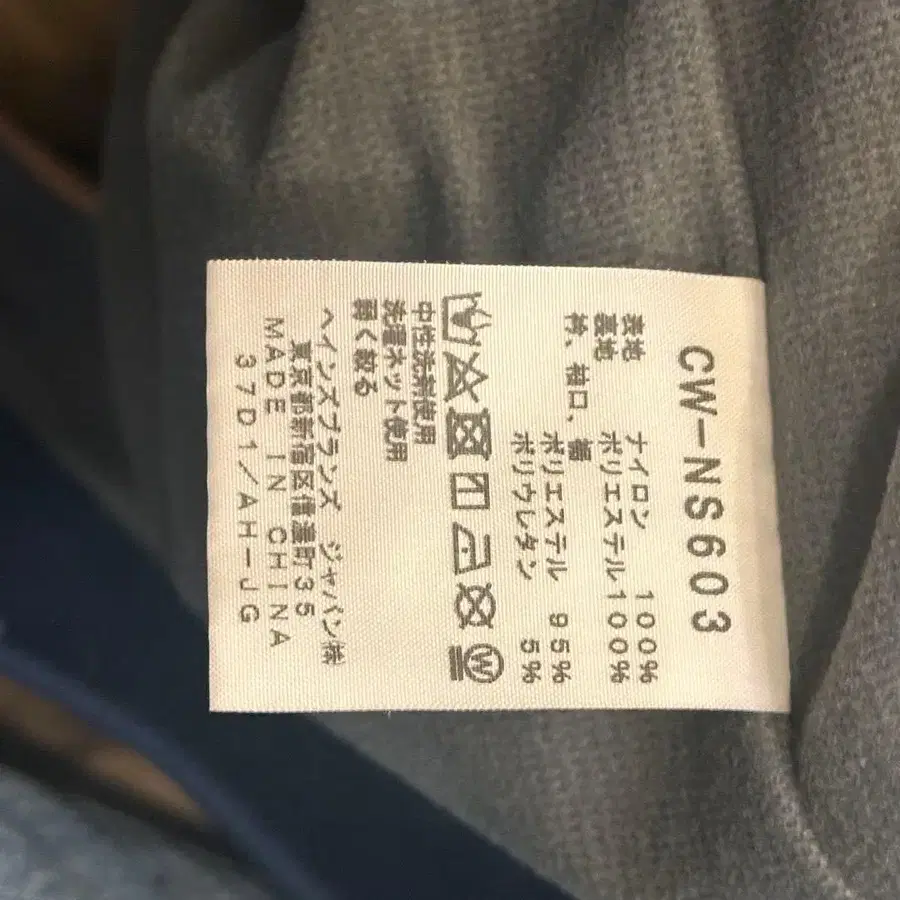 CW-NS603
表地 ナイロン 100%
裏地 ポリエステル100%
衿、袖口、裾
ポリエステル 95%
ポリウレタン 5%
W
中性洗剤使用
洗濯ネット使用
弱く絞る
ヘインズブランズ ジャパン㈱
東京都新宿区信濃町35
MADE IN CHINA
37D1/AH-JG